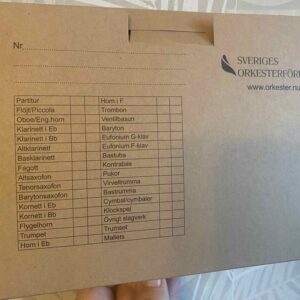 Nr
SVERIGES
ORKESTERFÖR
www.orkester.nu
Partitur
Flöjt/Piccola
Oboe/Eng.horn
Klarinett i Eb
Klarinett i Bb
Altklarinett
Basklarinett
Fagott
Altsaxofon
Tenorsaxofon
Barytonsaxofon
Kornett i Eb
Kornett i Bb
Flygelhorn
Trumpet
Horn i Eb
Horn i F
Trombon
Ventilbasun
Baryton
Eufonium G-klav
Eufonium F-klav
Bastuba
Kontrabas
Pukor
Virveltrumma
Bastrumma
Cymbal/cymbaler
Klockspel
Övrigt slagverk
Trumset
Mallets